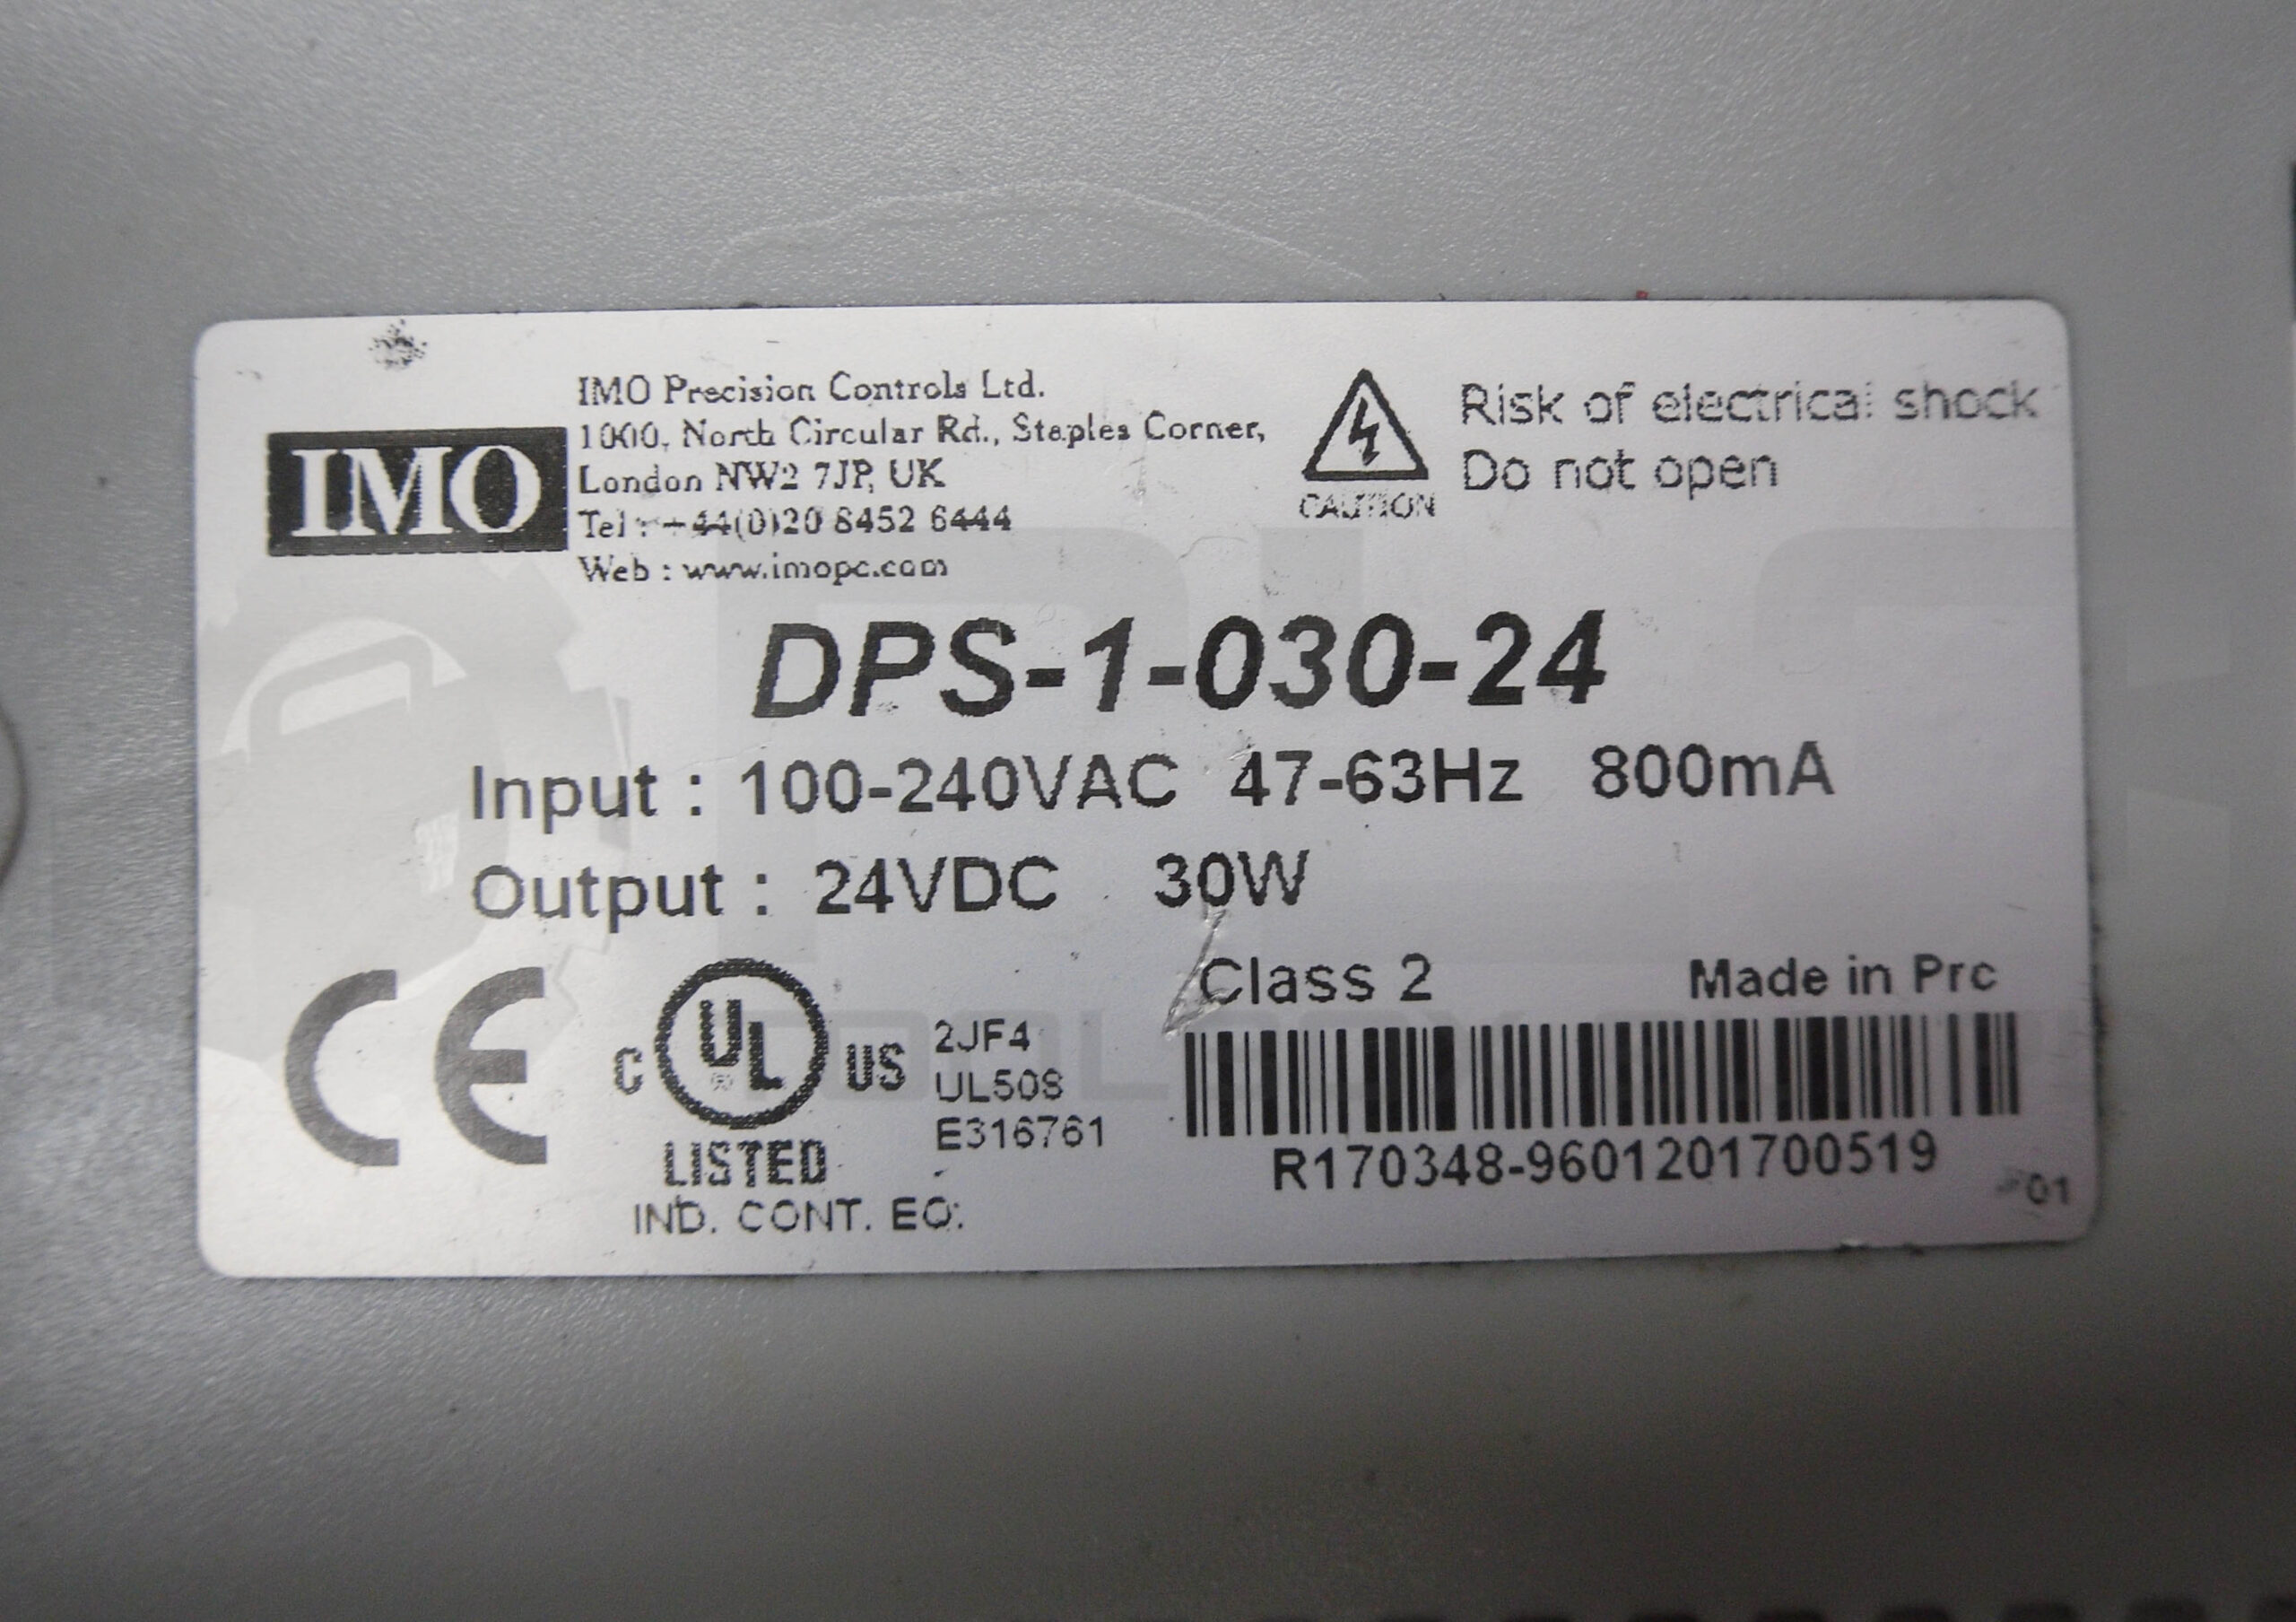 IMO
IMO Precision Controls Ltd.
1000, North Circular Rd., Staples Corner,
London NW2 7JP, UK
Tel : +44(0)20 8452 6444
Web : www.imopc.com
CAUTION
Risk of electrical shock
Do not open
DPS-1-030-24
Input : 100-240VAC 47-63Hz 800mA
Output : 24VDC 30W
Class 2
Made in Prc
CE
C UL US
®
LISTED
IND. CONT. EQ.
2JF4
UL508
E316761
R170348-9601201700519
01